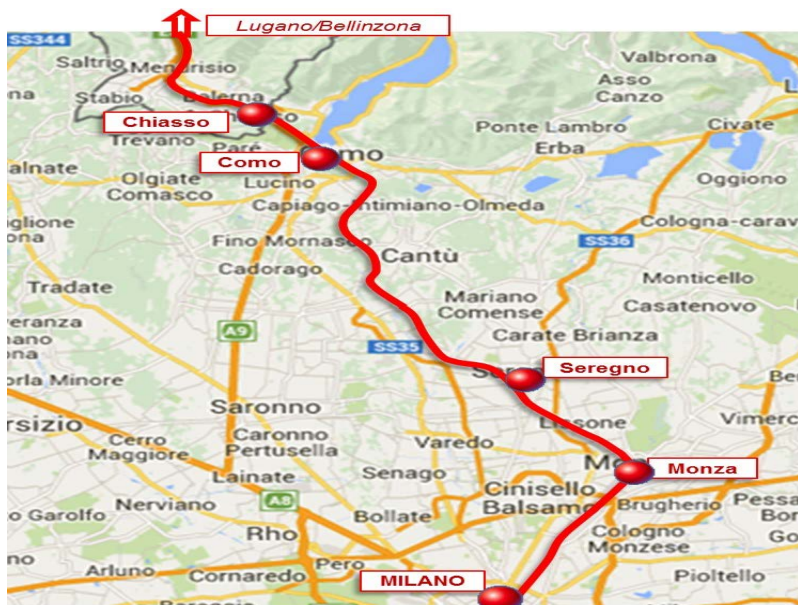 Lugano/Bellinzona
SS344
Saltrio
Mendrisio
Valbrona
Asso
Canzo
Stabio
Balerna
Chiasso
Trevano
Paré
Como
Ponte Lambro
Erba
Civate
Olgiate
Comasco
Lucino
Oggiono
Capiago-Intimiano-Olmeda
Cologna-carav
Fino Mornasco
SS36
Cadorago
Cantù
Tradate
Monticello
Mariano
Comense
Casatenovo
A9
Carate Brianza
SS35
Seregno
Saronno
Lissone
Vimerc
Cerro
Maggiore
Caronno
Pertusella
Varedo
Monza
Lainate
Senago
A8
Cinisello
Balsamo
Nerviano
Bollate
Brugherio
Rho
Cologno
Monzese
Arluno
Cornaredo
Pero
MILANO
Pioltello